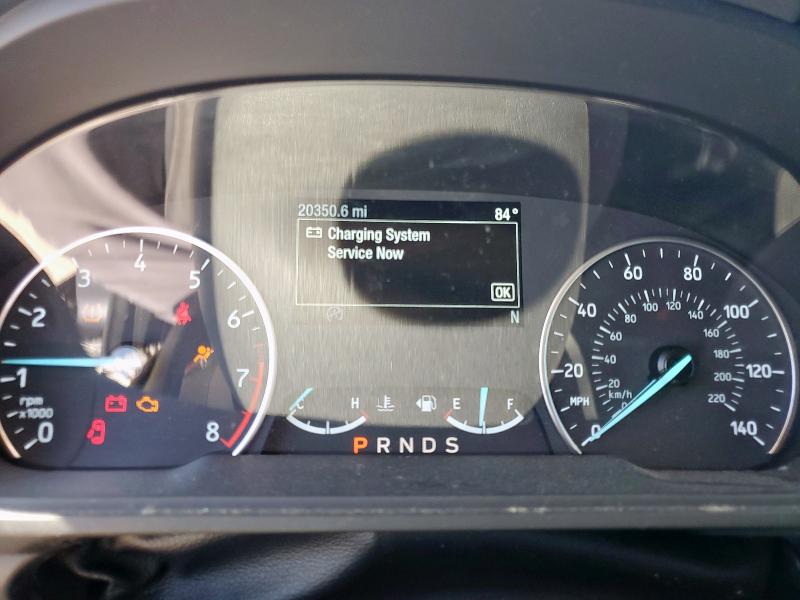 20350.6 mi 84°
Charging System
Service Now
OK
N
0 1 2 3 4 5 6 7 8
rpm
x1000
C H E F
P R N D S
0 20 40 60 80 100 120 140
MPH
20 40 60 80 100 120 140 160 180 200 220
km/h
0